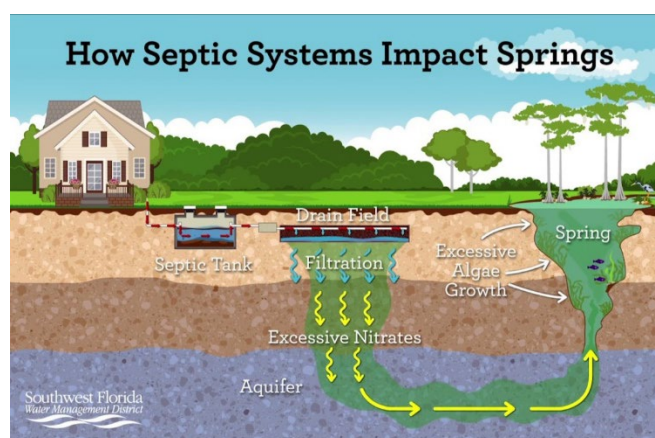 How Septic Systems Impact Springs
Drain Field
Septic Tank
Filtration
Excessive Nitrates
Aquifer
Excessive
Algae
Growth
Spring
Southwest Florida
Water Management District